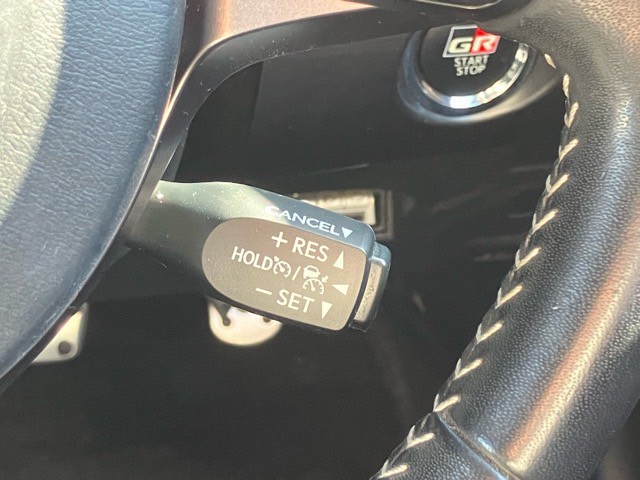 GR
START
STOP
CANCEL▼
+ RES ▲
HOLD /
− SET ▼